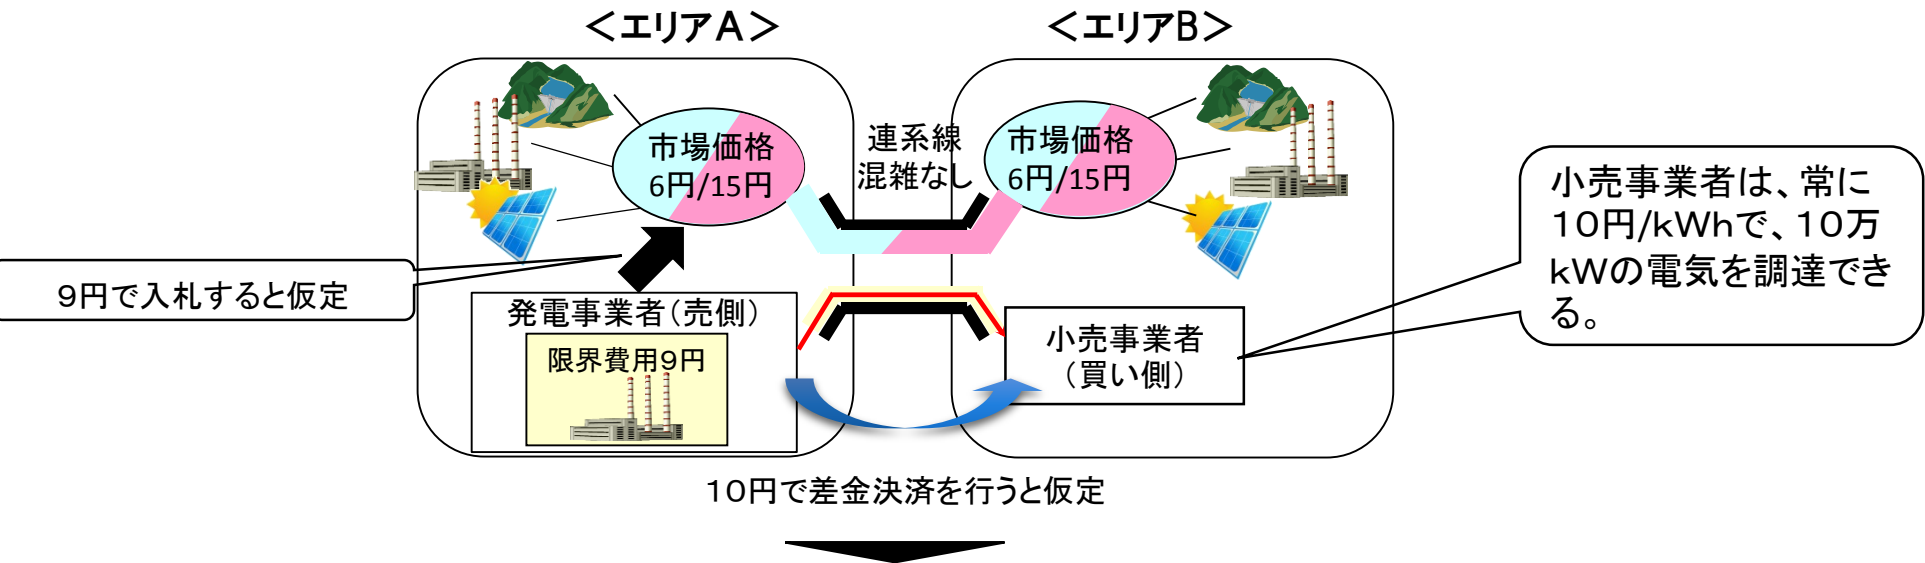 ＜エリアA＞
＜エリアB＞
市場価格
6円/15円
連系線
混雑なし
市場価格
6円/15円
小売事業者は、常に
１０円/kWhで、１０万
kWの電気を調達でき
る。
９円で入札すると仮定
発電事業者（売側）
限界費用９円
小売事業者
（買い側）
１０円で差金決済を行うと仮定